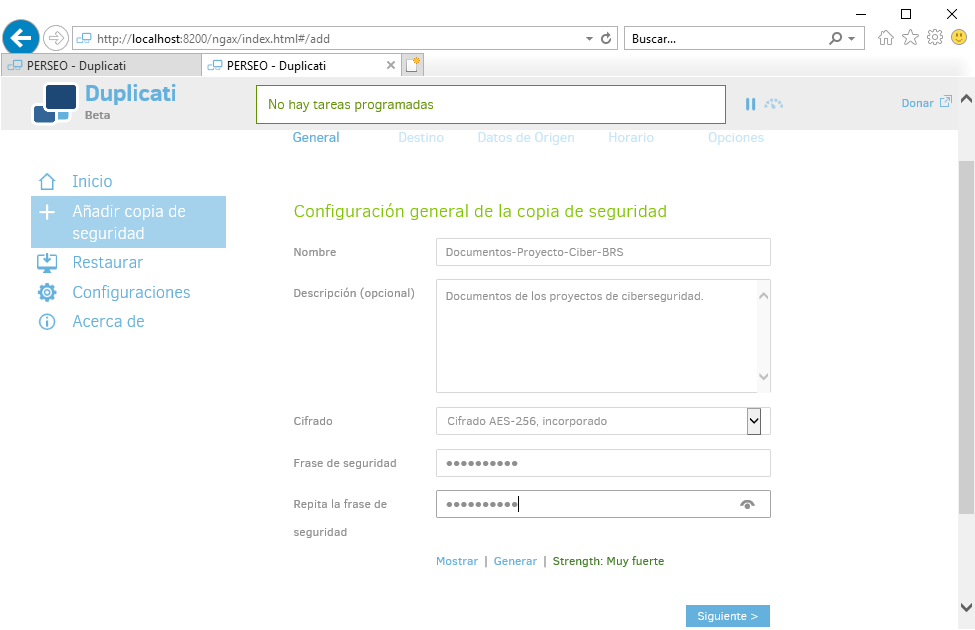 http://localhost:8200/ngax/index.html#/add
Buscar...
PERSEO - Duplicati
PERSEO - Duplicati
Duplicati
Beta
No hay tareas programadas
Donar
General Destino Datos de Origen Horario Opciones
Inicio
Añadir copia de
seguridad
Restaurar
Configuraciones
Acerca de
Configuración general de la copia de seguridad
Nombre
Documentos-Proyecto-Ciber-BRS
Descripción (opcional)
Documentos de los proyectos de ciberseguridad.
Cifrado
Cifrado AES-256, incorporado
Frase de seguridad
••••••••••
Repita la frase de
seguridad
••••••••••
Mostrar | Generar | Strength: Muy fuerte
Siguiente >